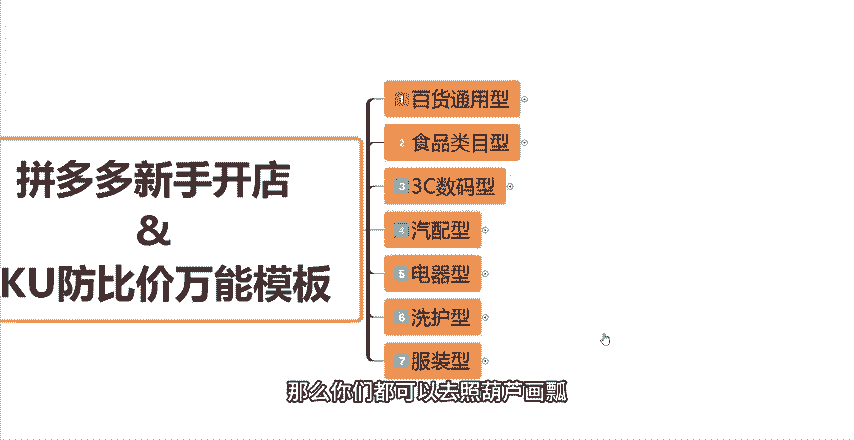 拼多多新手开店
&
KU防比价万能模板
1 百货通用型
2 食品类目型
3 3C数码型
4 汽配型
5 电器型
6 洗护型
7 服装型
那么你们都可以去照葫芦画瓢